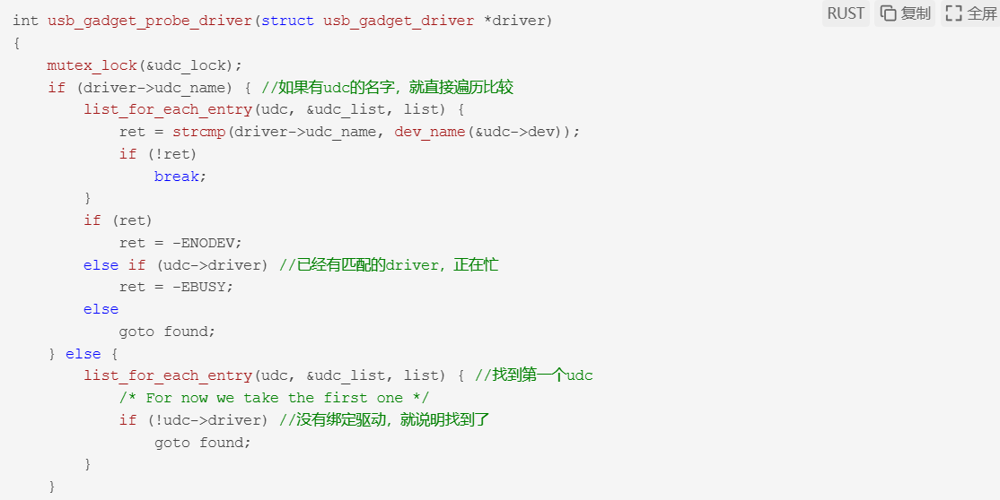 RUST 复制 全屏
int usb_gadget_probe_driver(struct usb_gadget_driver *driver)
{
    mutex_lock(&udc_lock);
    if (driver->udc_name) { //如果有udc的名字，就直接遍历比较
        list_for_each_entry(udc, &udc_list, list) {
            ret = strcmp(driver->udc_name, dev_name(&udc->dev));
            if (!ret)
                break;
        }
        if (ret)
            ret = -ENODEV;
        else if (udc->driver) //已经有匹配的driver，正在忙
            ret = -EBUSY;
        else
            goto found;
    } else {
        list_for_each_entry(udc, &udc_list, list) { //找到第一个udc
            /* For now we take the first one */
            if (!udc->driver) //没有绑定驱动，就说明找到了
                goto found;
        }
    }